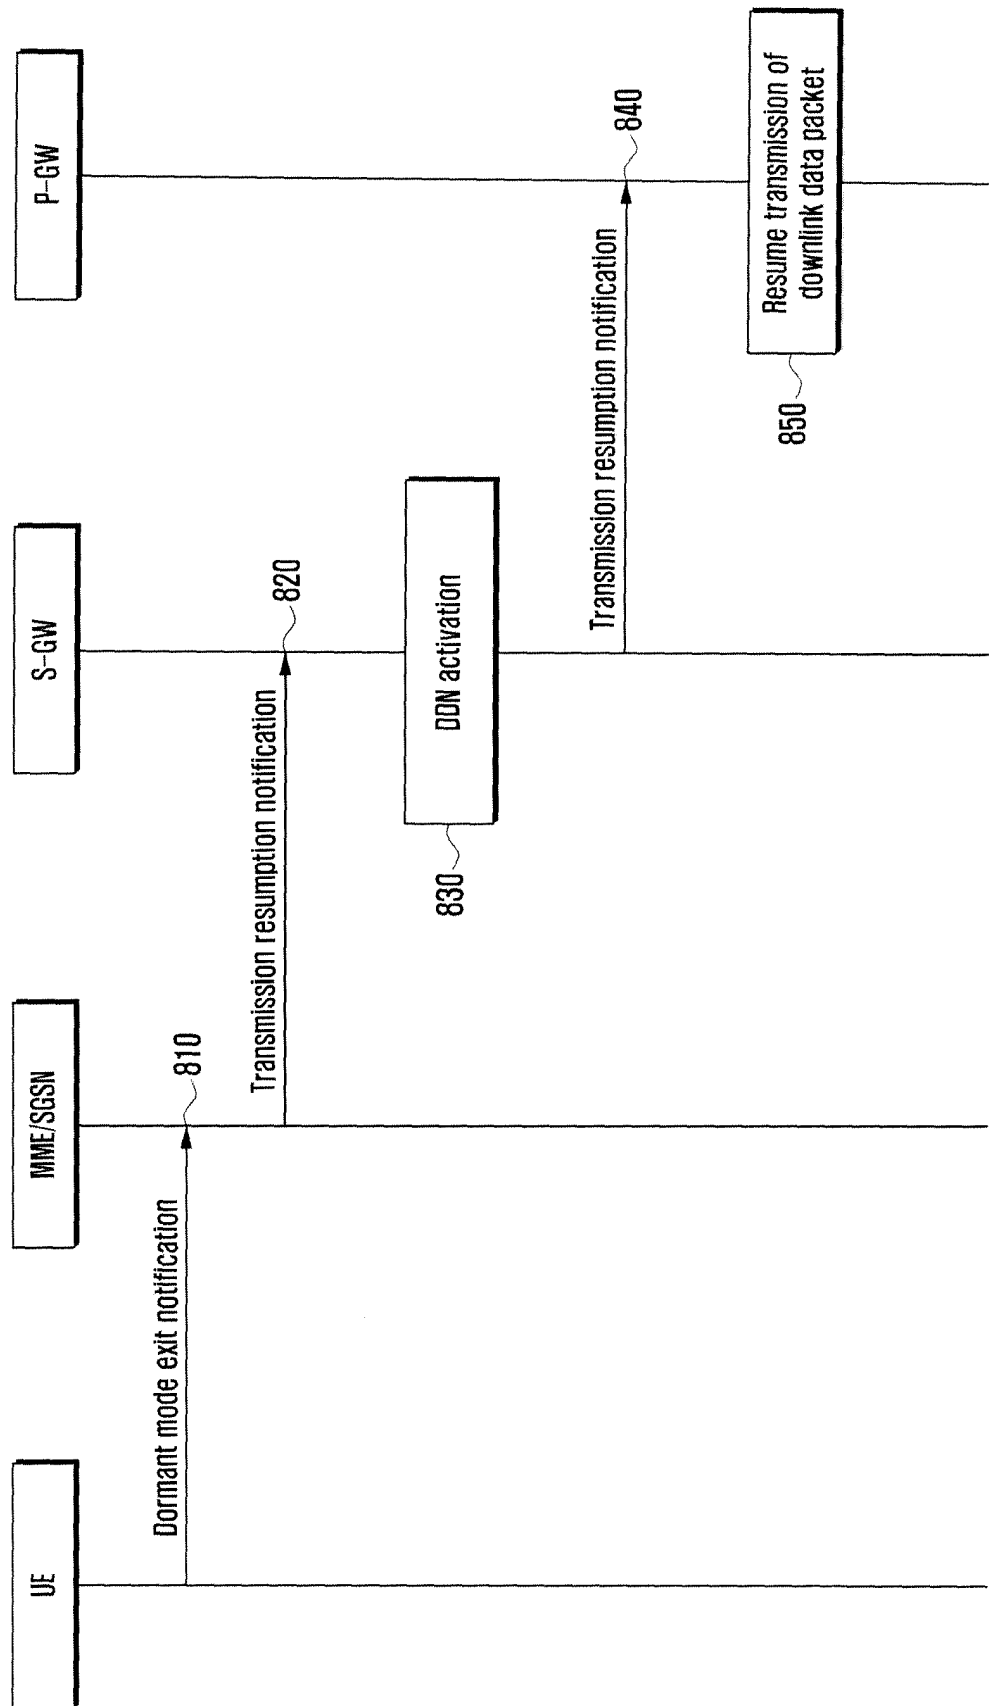 UE
MME/SGSN
S-GW
P-GW
Dormant mode exit notification
810
Transmission resumption notification
820
DDN activation
830
Transmission resumption notification
840
Resume transmission of
downlink data packet
850